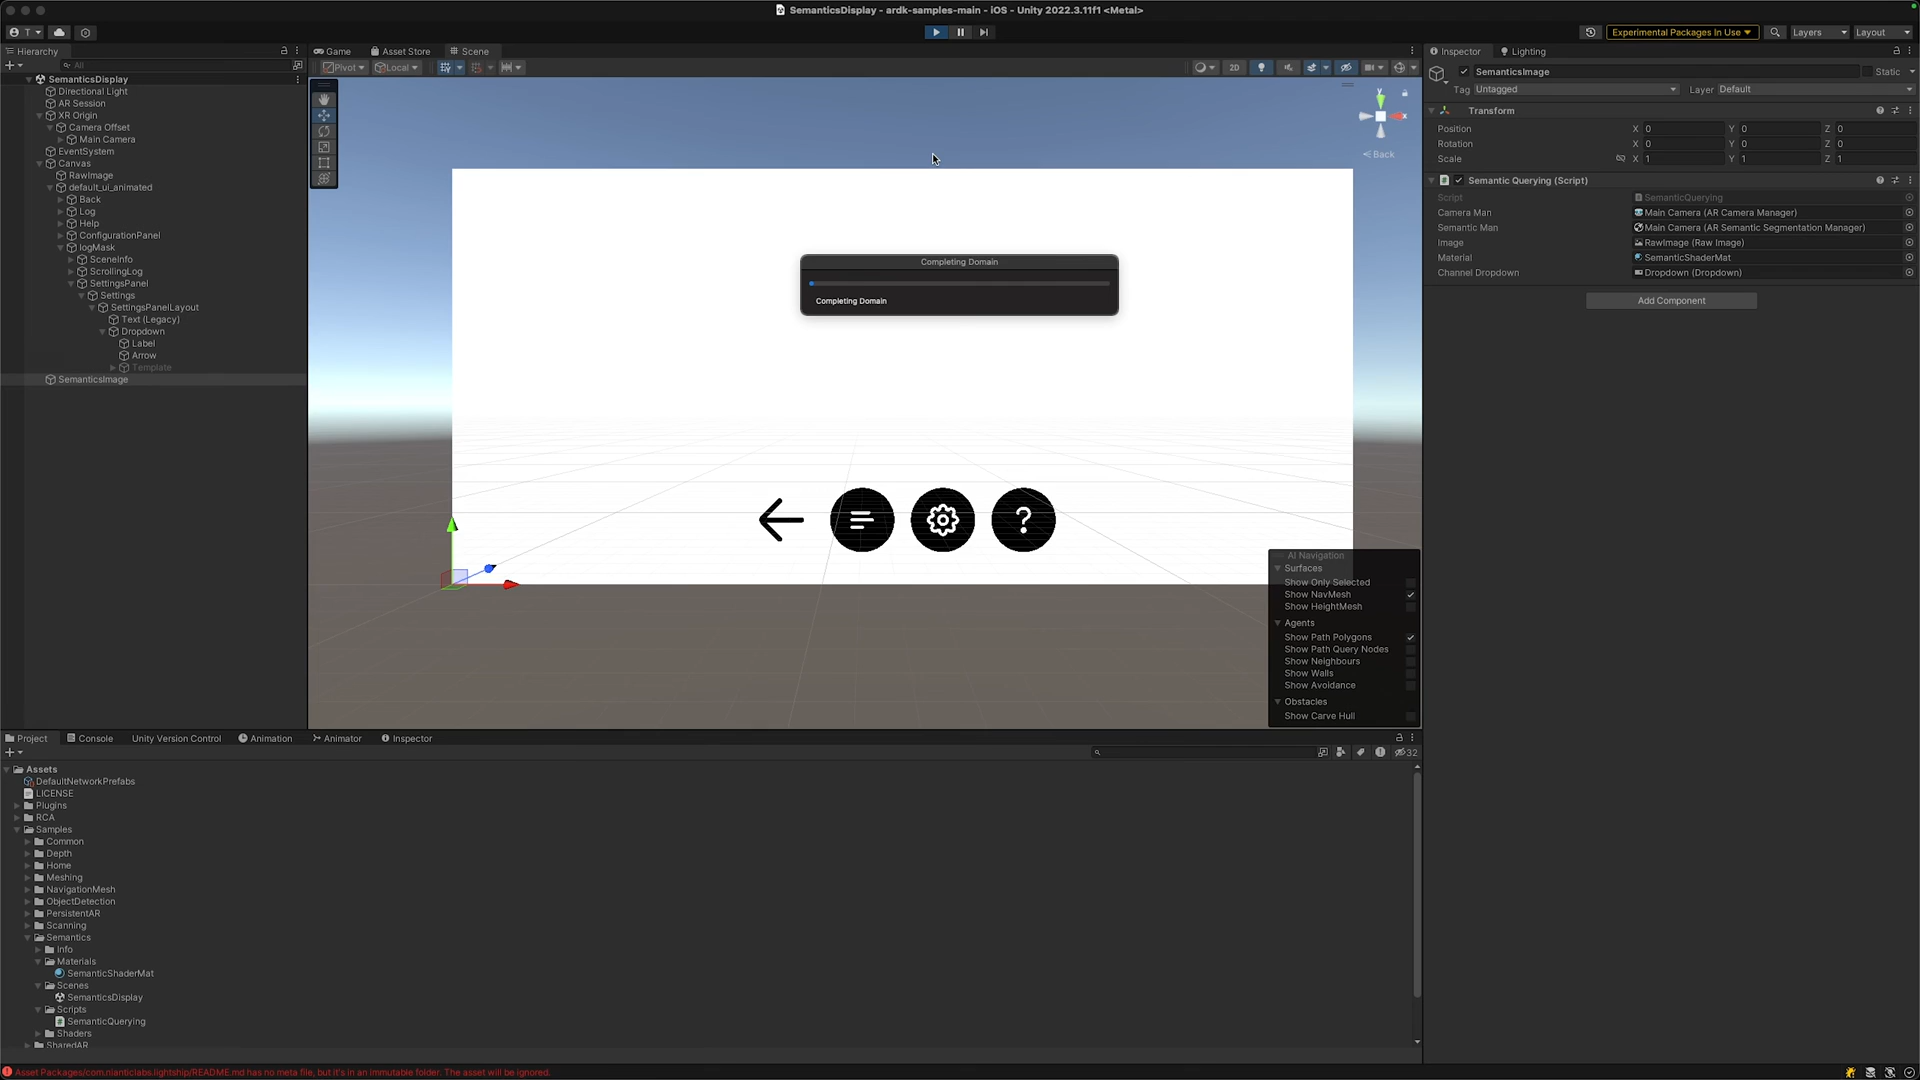 SemanticsDisplay - ardk-samples-main - iOS - Unity 2022.3.11f1 <Metal>
T
Experimental Packages In Use
Layers
Layout
Hierarchy
Game
Asset Store
Scene
Inspector
Lighting
All
Pivot
Local
2D
SemanticsImage
Static
Tag Untagged
Layer Default
SemanticsDisplay
Directional Light
AR Session
XR Origin
Camera Offset
Main Camera
EventSystem
Canvas
RawImage
default_ui_animated
Back
Log
Help
ConfigurationPanel
logMask
SceneInfo
ScrollingLog
SettingsPanel
Settings
SettingsPanelLayout
Text (Legacy)
Dropdown
Label
Arrow
Template
SemanticsImage
y
x
Back
Completing Domain
Completing Domain
?
AI Navigation
Surfaces
Show Only Selected
Show NavMesh
Show HeightMesh
Agents
Show Path Polygons
Show Path Query Nodes
Show Neighbours
Show Walls
Show Avoidance
Obstacles
Show Carve Hull
Transform
Position X 0 Y 0 Z 0
Rotation X 0 Y 0 Z 0
Scale X 1 Y 1 Z 1
Semantic Querying (Script)
Script SemanticQuerying
Camera Man Main Camera (AR Camera Manager)
Semantic Man Main Camera (AR Semantic Segmentation Manager)
Image RawImage (Raw Image)
Material SemanticShaderMat
Channel Dropdown Dropdown (Dropdown)
Add Component
Project
Console
Unity Version Control
Animation
Animator
Inspector
32
Assets
DefaultNetworkPrefabs
LICENSE
Plugins
RCA
Samples
Common
Depth
Home
Meshing
NavigationMesh
ObjectDetection
PersistentAR
Scanning
Semantics
Info
Materials
SemanticShaderMat
Scenes
SemanticsDisplay
Scripts
SemanticQuerying
Shaders
SharedAR
Asset Packages/com.nianticlabs.lightship/README.md has no meta file, but it's in an immutable folder. The asset will be ignored.